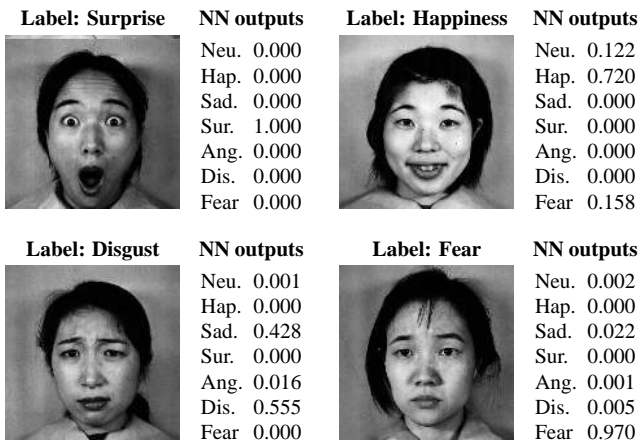 Label: Surprise NN outputs
Neu. 0.000
Hap. 0.000
Sad. 0.000
Sur. 1.000
Ang. 0.000
Dis. 0.000
Fear 0.000
Label: Happiness NN outputs
Neu. 0.122
Hap. 0.720
Sad. 0.000
Sur. 0.000
Ang. 0.000
Dis. 0.000
Fear 0.158
Label: Disgust NN outputs
Neu. 0.001
Hap. 0.000
Sad. 0.428
Sur. 0.000
Ang. 0.016
Dis. 0.555
Fear 0.000
Label: Fear NN outputs
Neu. 0.002
Hap. 0.000
Sad. 0.022
Sur. 0.000
Ang. 0.001
Dis. 0.005
Fear 0.970